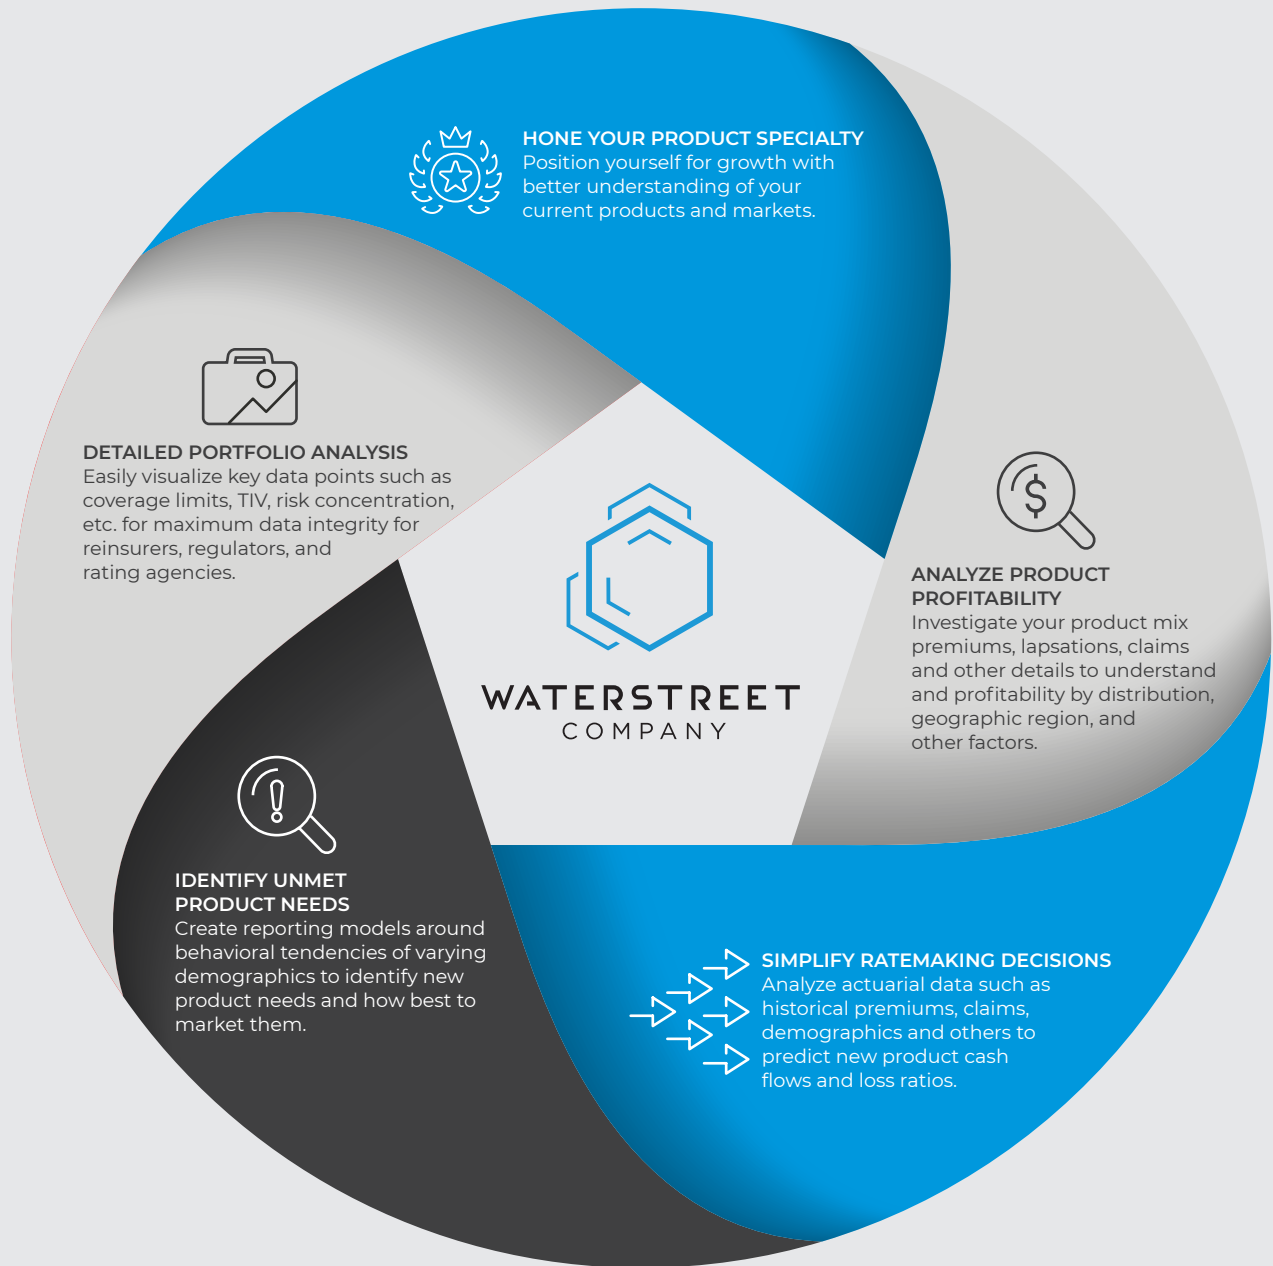 HONE YOUR PRODUCT SPECIALTY
Position yourself for growth with
better understanding of your
current products and markets.
DETAILED PORTFOLIO ANALYSIS
Easily visualize key data points such as
coverage limits, TIV, risk concentration,
etc. for maximum data integrity for
reinsurers, regulators, and
rating agencies.
ANALYZE PRODUCT
PROFITABILITY
Investigate your product mix
premiums, lapsations, claims
and other details to understand
and profitability by distribution,
geographic region, and
other factors.
WATERSTREET
COMPANY
IDENTIFY UNMET
PRODUCT NEEDS
Create reporting models around
behavioral tendencies of varying
demographics to identify new
product needs and how best to
market them.
SIMPLIFY RATEMAKING DECISIONS
Analyze actuarial data such as
historical premiums, claims,
demographics and others to
predict new product cash
flows and loss ratios.